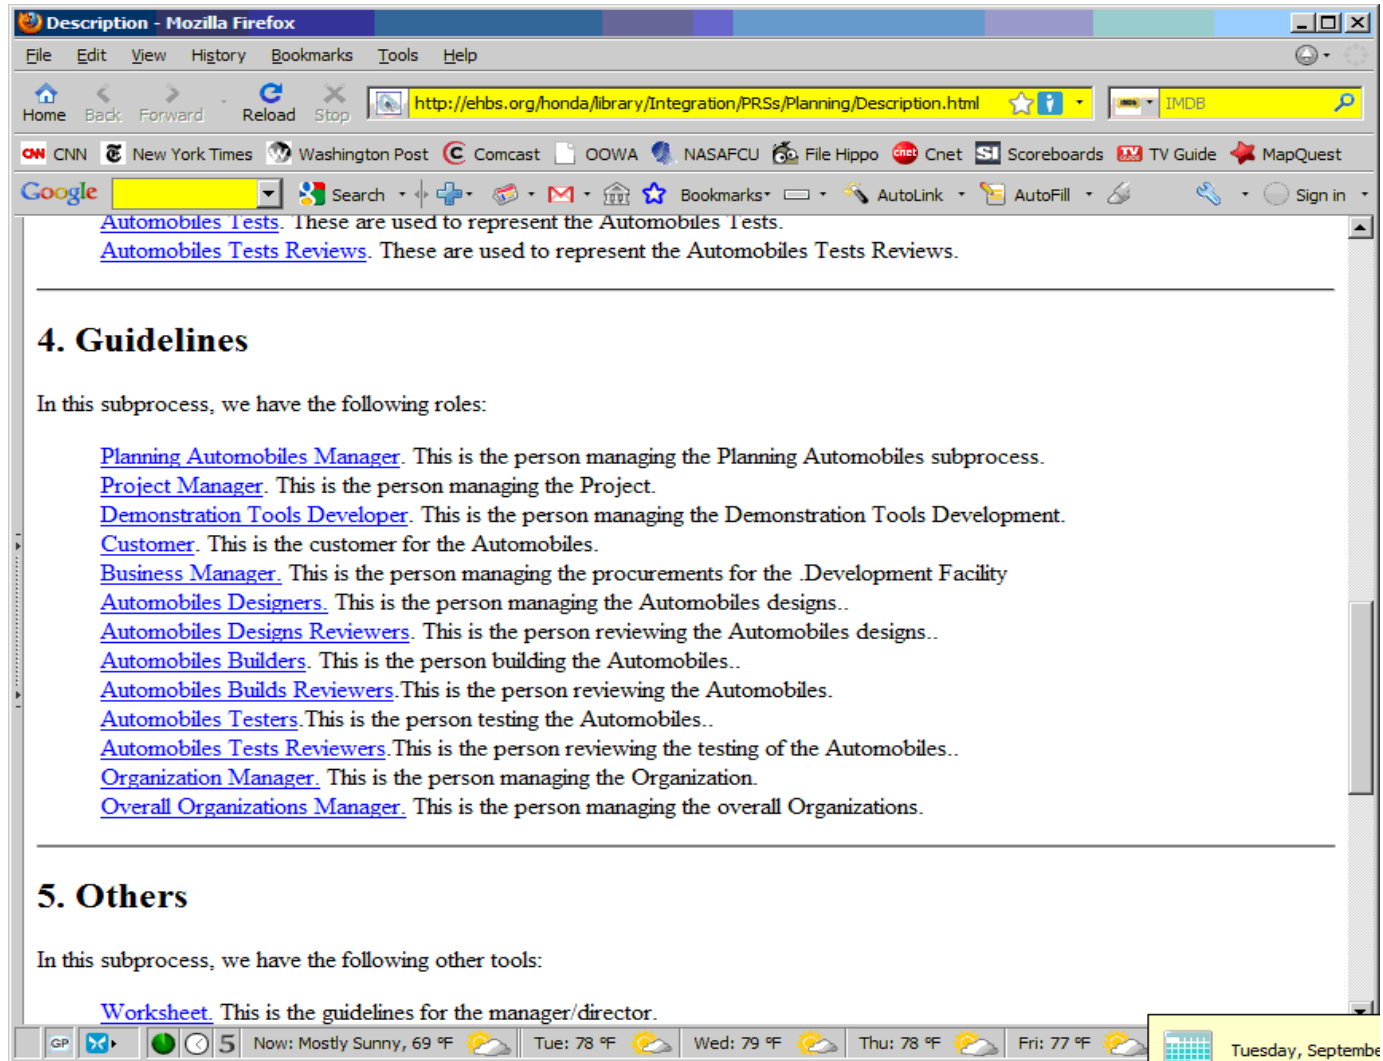 Description - Mozilla Firefox
File Edit View History Bookmarks Tools Help
Home Back Forward Reload Stop http://ehbs.org/honda/library/Integration/PRSs/Planning/Description.html IMDB
CNN New York Times Washington Post Comcast OOWA NASAFCU File Hippo Cnet Scoreboards TV Guide MapQuest
Google Search Bookmarks AutoLink AutoFill Sign in
Automobiles Tests. These are used to represent the Automobiles Tests.
Automobiles Tests Reviews. These are used to represent the Automobiles Tests Reviews.
4. Guidelines
In this subprocess, we have the following roles:
Planning Automobiles Manager. This is the person managing the Planning Automobiles subprocess.
Project Manager. This is the person managing the Project.
Demonstration Tools Developer. This is the person managing the Demonstration Tools Development.
Customer. This is the customer for the Automobiles.
Business Manager. This is the person managing the procurements for the .Development Facility
Automobiles Designers. This is the person managing the Automobiles designs..
Automobiles Designs Reviewers. This is the person reviewing the Automobiles designs..
Automobiles Builders. This is the person building the Automobiles..
Automobiles Builds Reviewers.This is the person reviewing the Automobiles.
Automobiles Testers.This is the person testing the Automobiles..
Automobiles Tests Reviewers.This is the person reviewing the testing of the Automobiles..
Organization Manager. This is the person managing the Organization.
Overall Organizations Manager. This is the person managing the overall Organizations.
5. Others
In this subprocess, we have the following other tools:
Worksheet. This is the guidelines for the manager/director.
GP 5 Now: Mostly Sunny, 69 °F Tue: 78 °F Wed: 79 °F Thu: 78 °F Fri: 77 °F Tuesday, Septembe